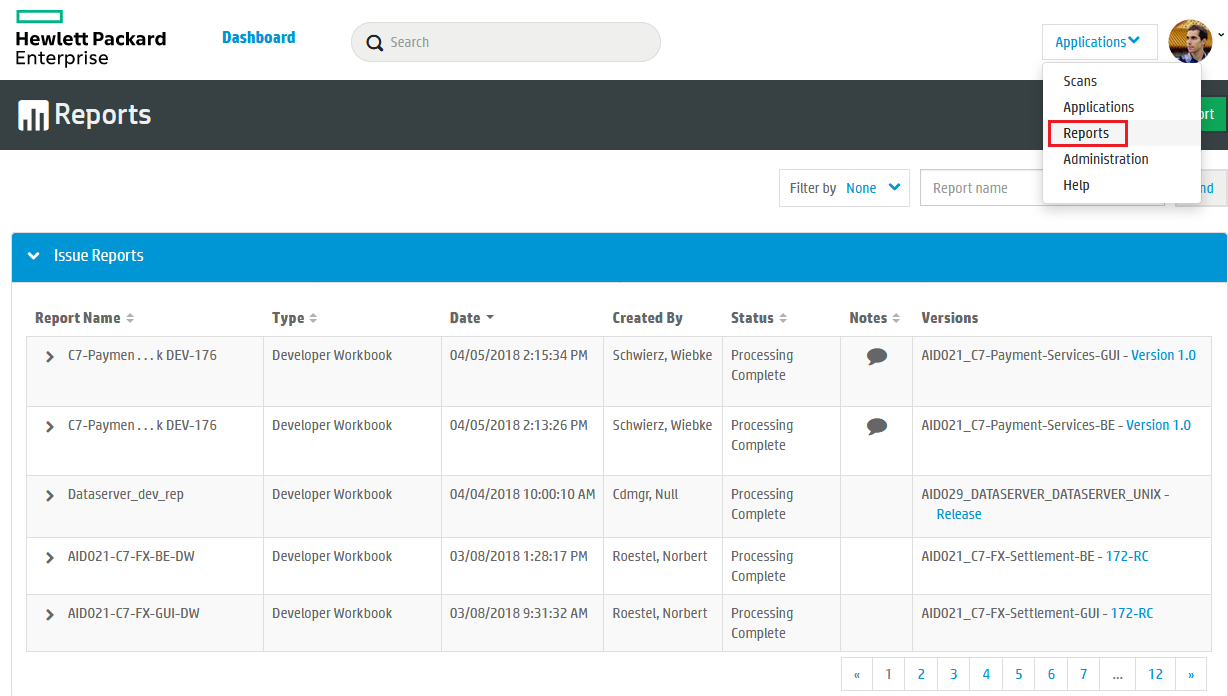 Hewlett Packard
Enterprise
Dashboard
Search
Applications
Scans
Applications
Reports
Administration
Help
Reports
Filter by None
Report name
Issue Reports
Report Name Type Date Created By Status Notes Versions
C7-Paymen . . . k DEV-176 Developer Workbook 04/05/2018 2:15:34 PM Schwierz, Wiebke Processing AID021_C7-Payment-Services-GUI - Version 1.0
Complete
C7-Paymen . . . k DEV-176 Developer Workbook 04/05/2018 2:13:26 PM Schwierz, Wiebke Processing AID021_C7-Payment-Services-BE - Version 1.0
Complete
Dataserver_dev_rep Developer Workbook 04/04/2018 10:00:10 AM Cdmgr, Null Processing AID029_DATASERVER_DATASERVER_UNIX -
Complete Release
AID021-C7-FX-BE-DW Developer Workbook 03/08/2018 1:28:17 PM Roestel, Norbert Processing AID021_C7-FX-Settlement-BE - 172-RC
Complete
AID021-C7-FX-GUI-DW Developer Workbook 03/08/2018 9:31:32 AM Roestel, Norbert Processing AID021_C7-FX-Settlement-GUI - 172-RC
Complete
« 1 2 3 4 5 6 7 ... 12 »